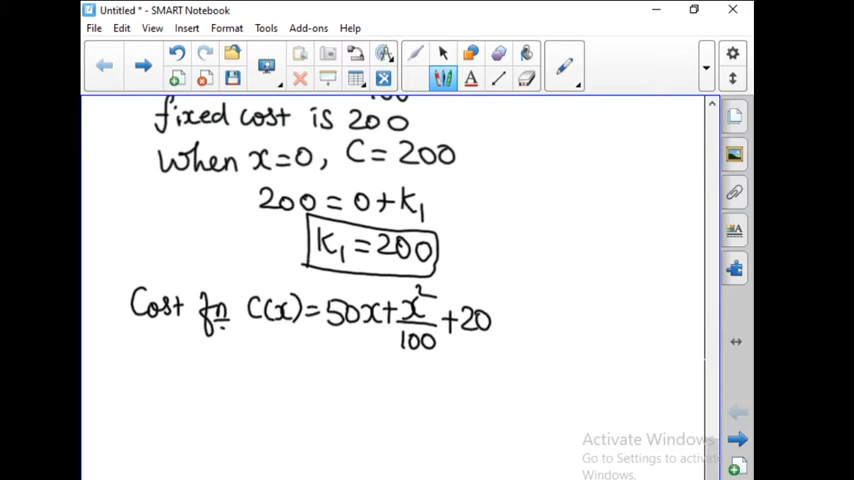 Untitled * - SMART Notebook
File Edit View Insert Format Tools Add-ons Help
100
fixed cost is 200
When x=0, C = 200
200 = 0 + K₁
K₁ = 200
Cost fn C(x) = 50x + x²/100 + 20
Activate Windows
Go to Settings to activate
Windows.